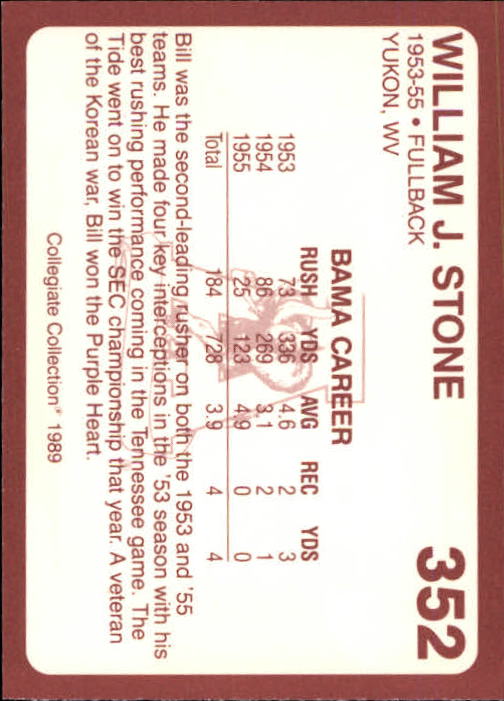 WILLIAM J. STONE 352
1953-55 • FULLBACK
YUKON, WV
BAMA CAREER
RUSH YDS AVG REC YDS
1953 73 336 4.6 2 3
1954 86 269 3.1 2 1
1955 25 123 4.9 0 0
Total 184 728 3.9 4 4
Bill was the second-leading rusher on both the 1953 and '55
teams. He made four key interceptions in the '53 season with his
best rushing performance coming in the Tennessee game. The
Tide went on to win the SEC championship that year. A veteran
of the Korean war, Bill won the Purple Heart.
Collegiate Collection® 1989